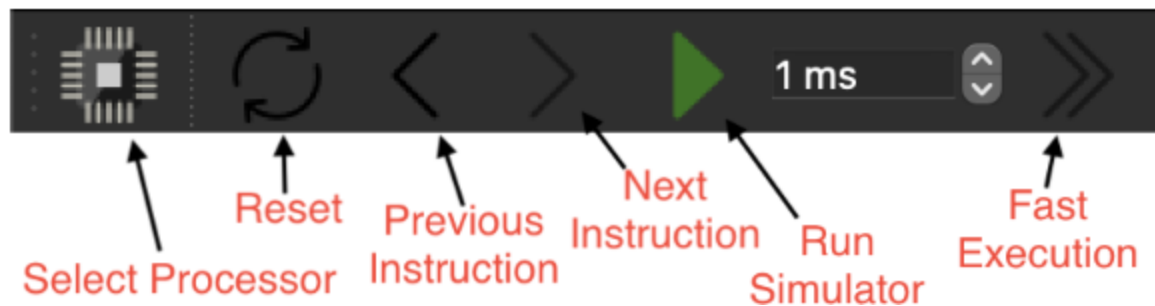 1 ms
Select Processor
Reset
Previous
Instruction
Next
Instruction
Run
Simulator
Fast
Execution